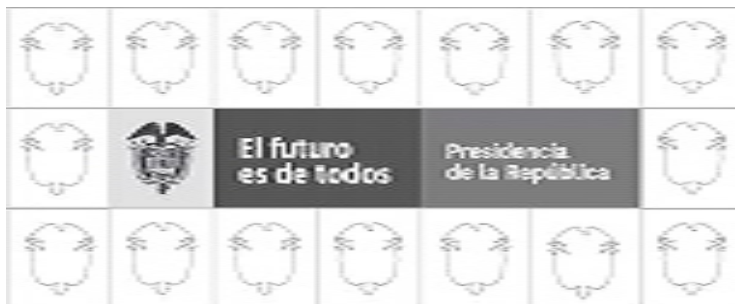 El futuro
es de todos
Presidencia
de la República